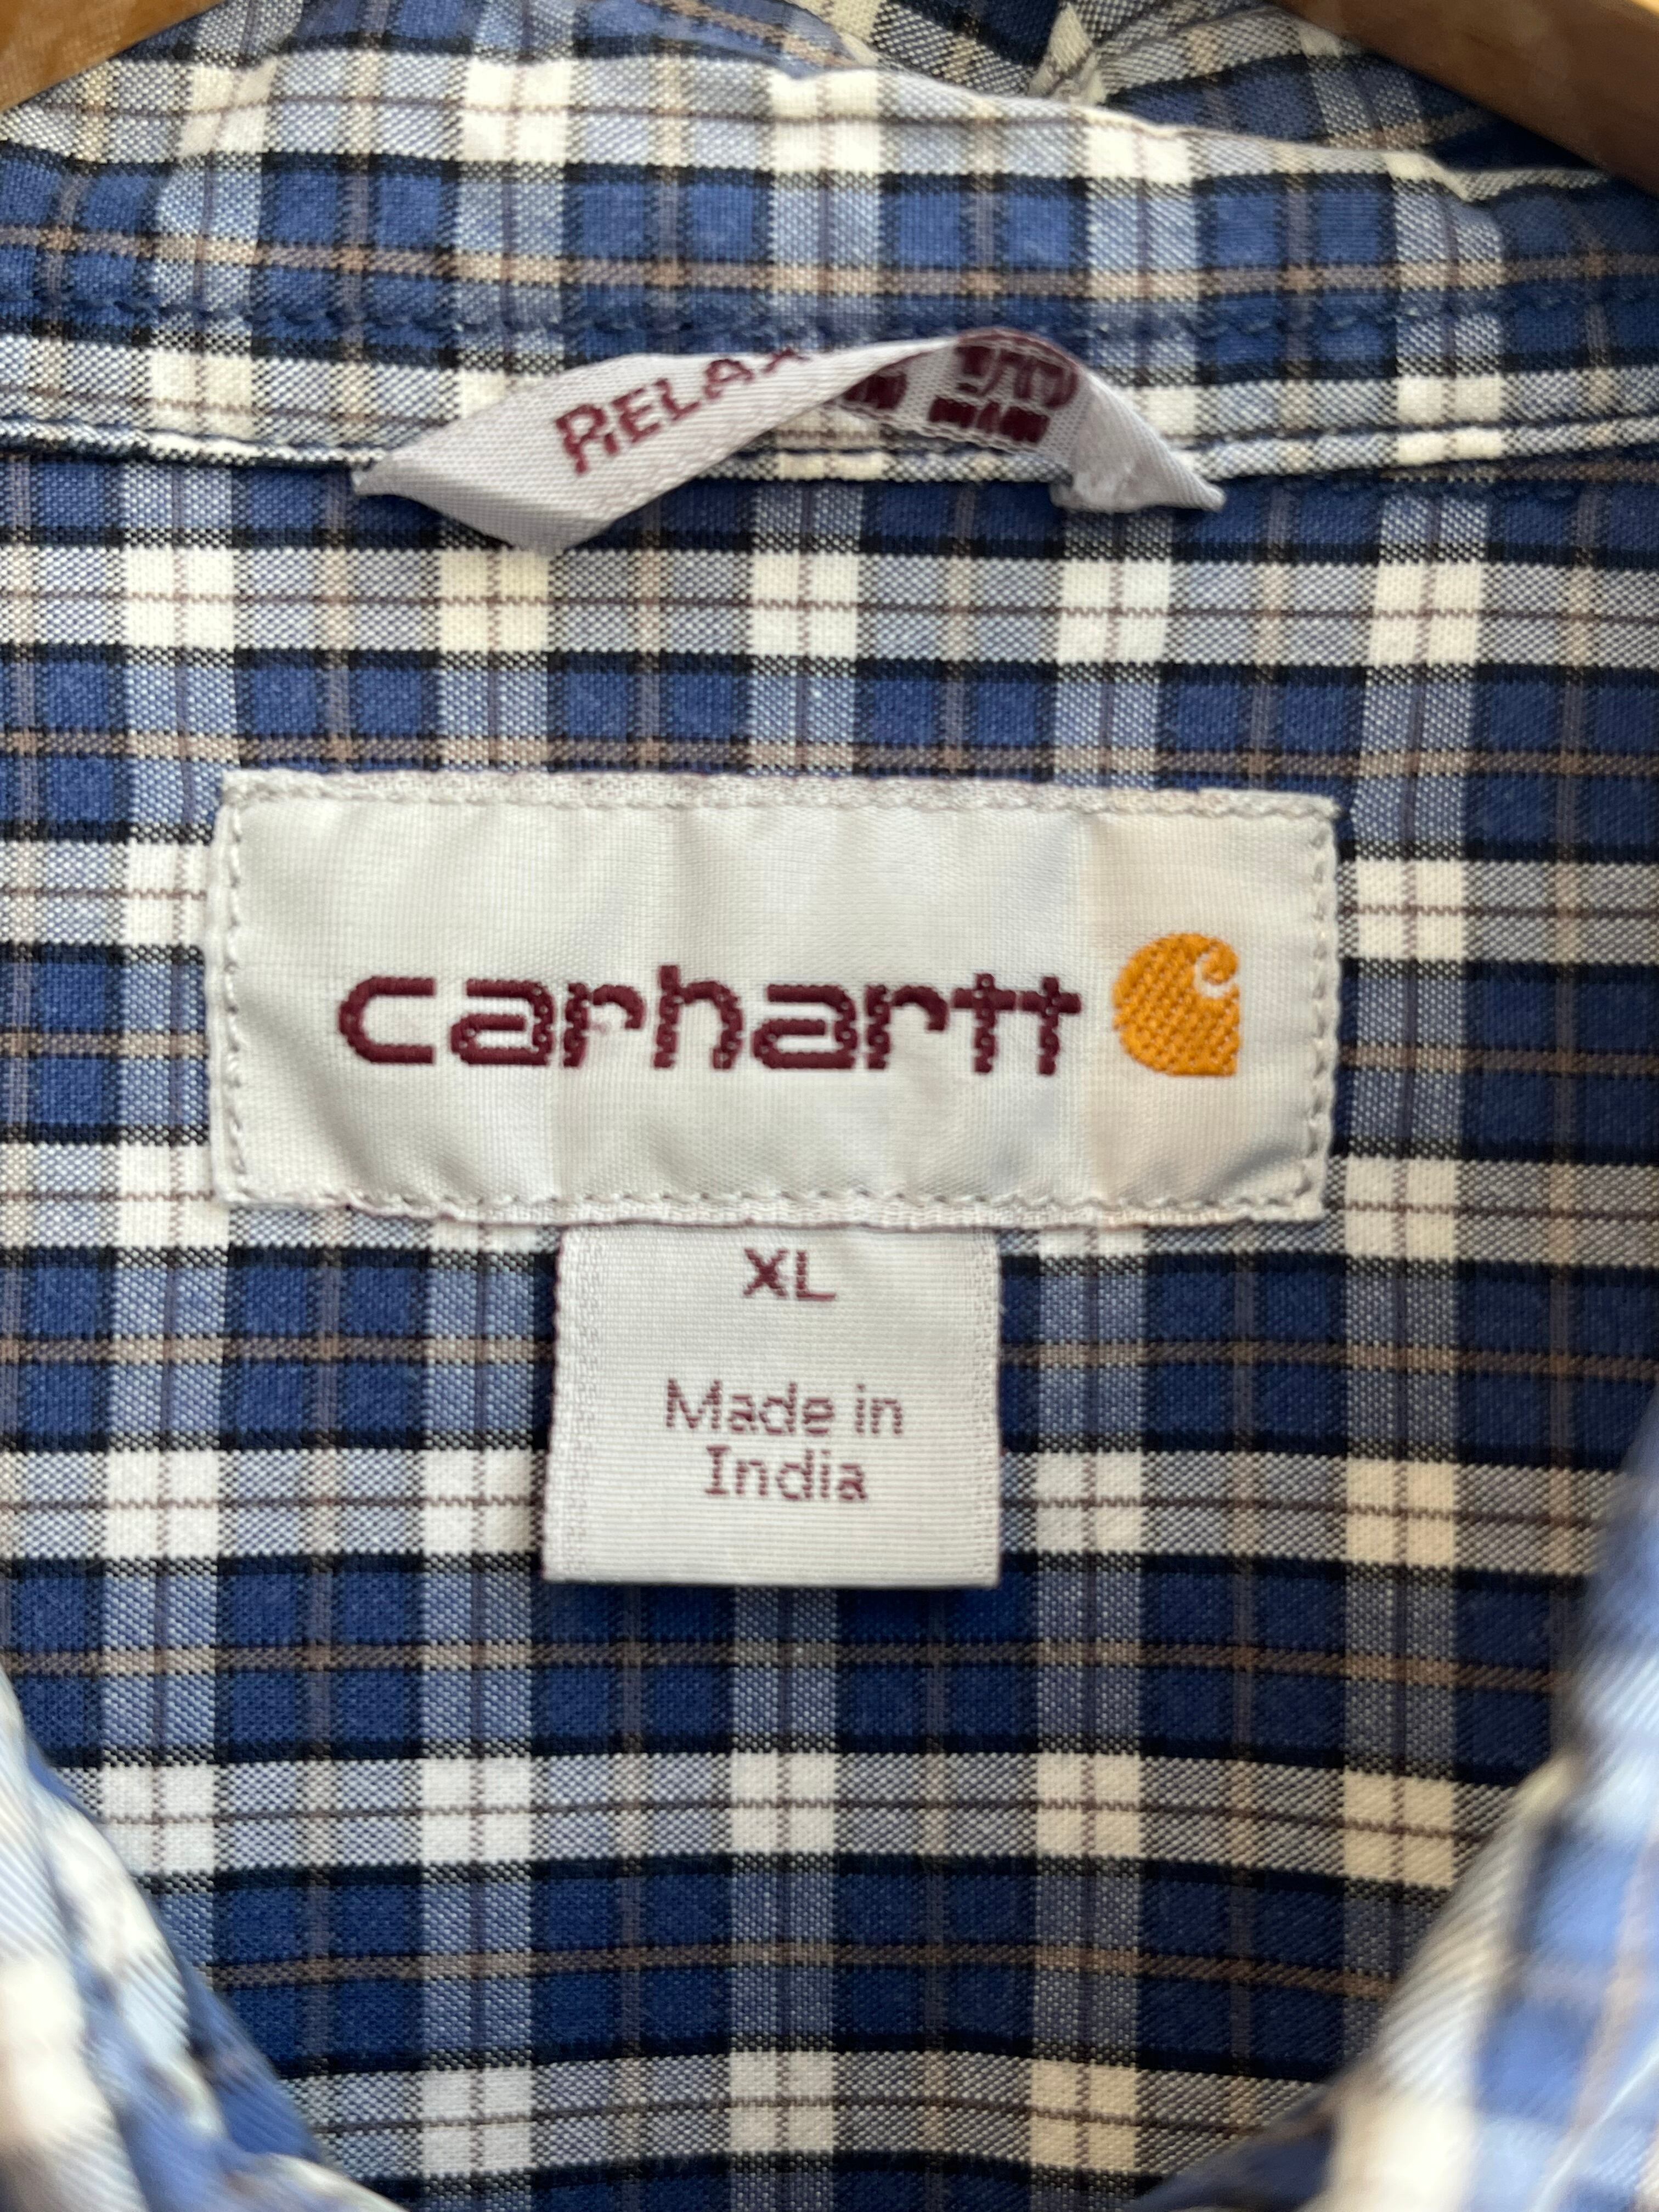 RELAX
carhartt
XL
Made in
India